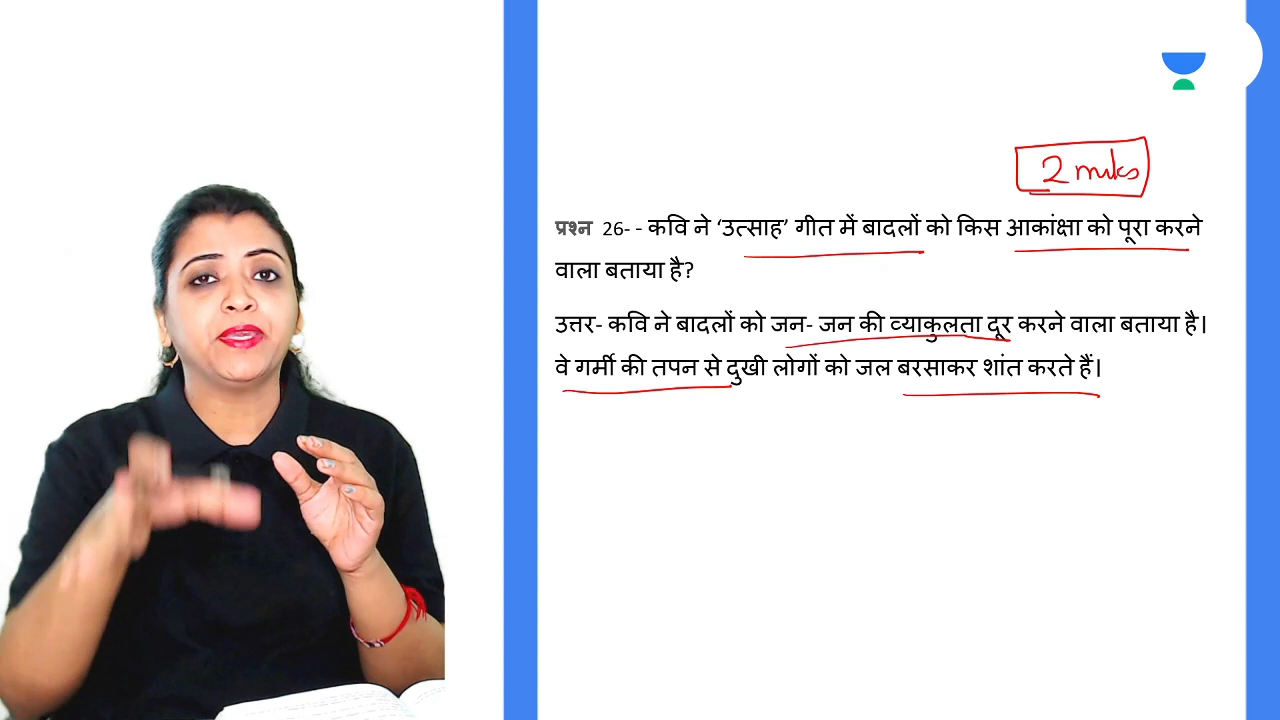 2 mrks
प्रश्न 26- - कवि ने ‘उत्साह’ गीत में बादलों को किस आकांक्षा को पूरा करने
वाला बताया है?
उत्तर- कवि ने बादलों को जन- जन की व्याकुलता दूर करने वाला बताया है।
वे गर्मी की तपन से दुखी लोगों को जल बरसाकर शांत करते हैं।